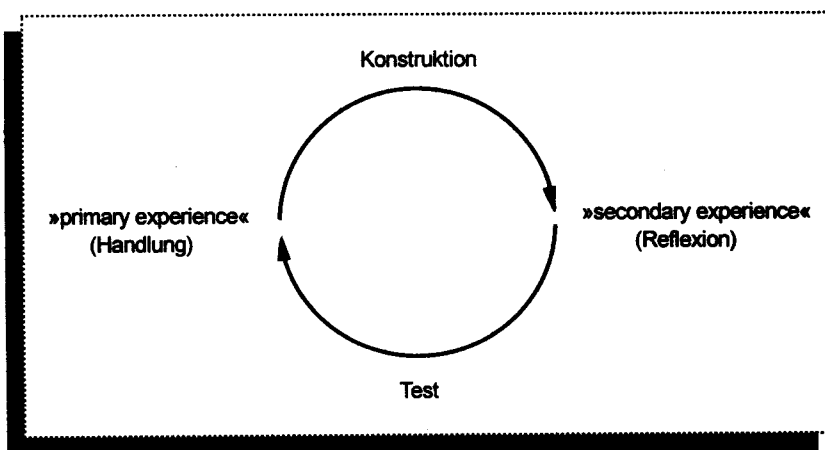 Konstruktion
»primary experience«
(Handlung)
»secondary experience«
(Reflexion)
Test